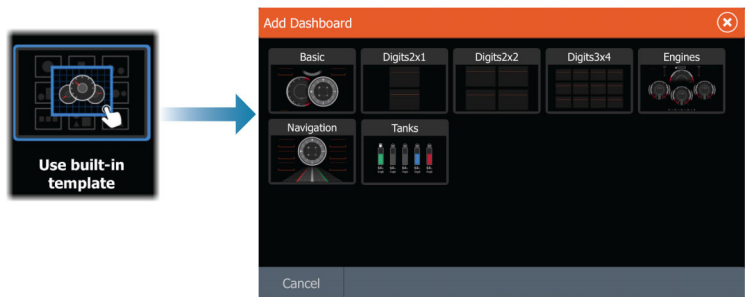 Use built-in
template
Add Dashboard
Basic
Digits2x1
Digits2x2
Digits3x4
Engines
Navigation
Tanks
Cancel